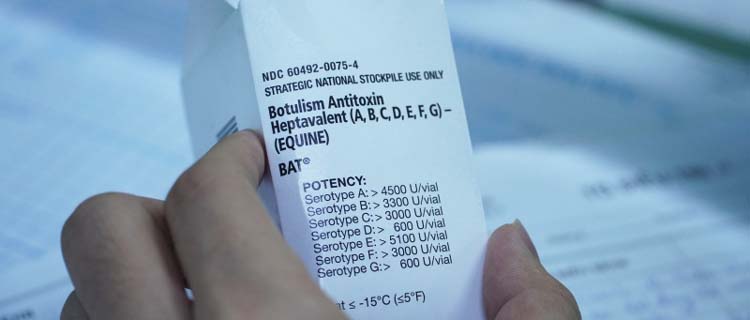 NDC 60492-0075-4
STRATEGIC NATIONAL STOCKPILE USE ONLY
Botulism Antitoxin
Heptavalent (A, B, C, D, E, F, G) –
(EQUINE)
BAT®
POTENCY:
Serotype A: > 4500 U/vial
Serotype B: > 3300 U/vial
Serotype C: > 3000 U/vial
Serotype D: > 600 U/vial
Serotype E: > 5100 U/vial
Serotype F: > 3000 U/vial
Serotype G: > 600 U/vial
≤ -15°C (≤5°F)